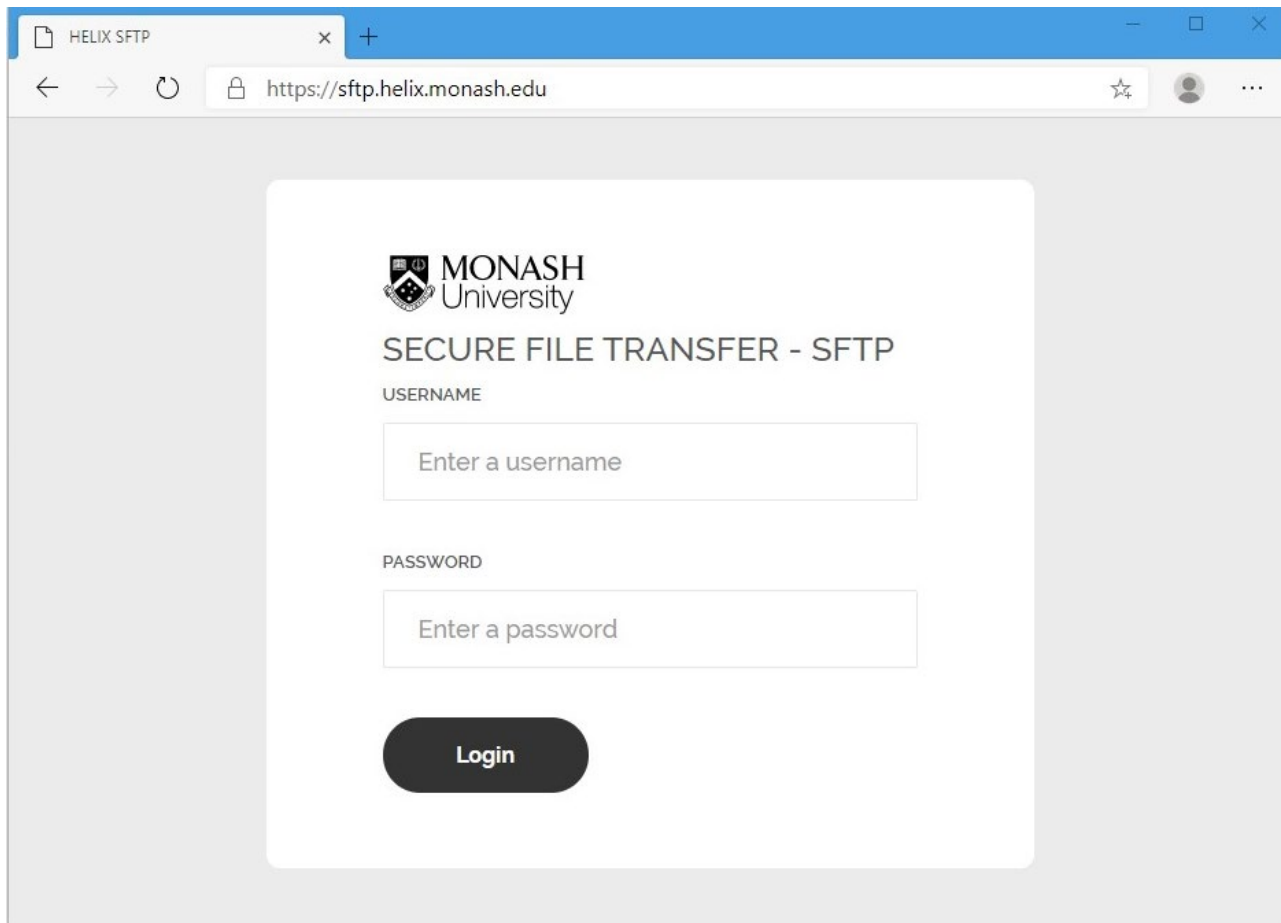 HELIX SFTP
https://sftp.helix.monash.edu
MONASH
University
SECURE FILE TRANSFER - SFTP
USERNAME
Enter a username
PASSWORD
Enter a password
Login